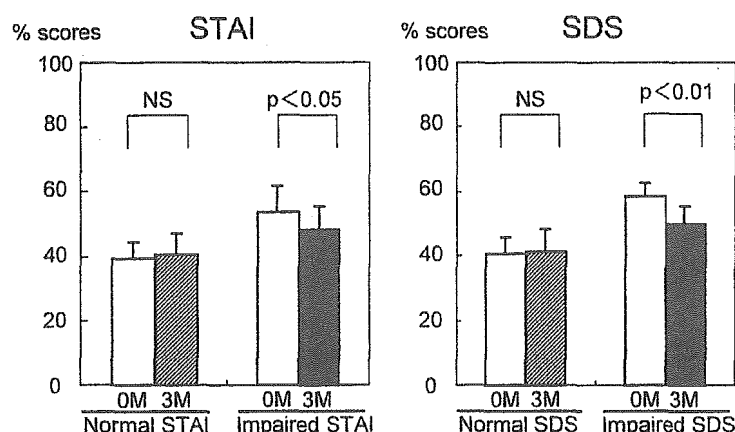 % scores STAI
100
80
60
40
20
0
NS
p<0.05
0M 3M 0M 3M
Normal STAI Impaired STAI
% scores SDS
100
80
60
40
20
0
NS
p<0.01
0M 3M 0M 3M
Normal SDS Impaired SDS